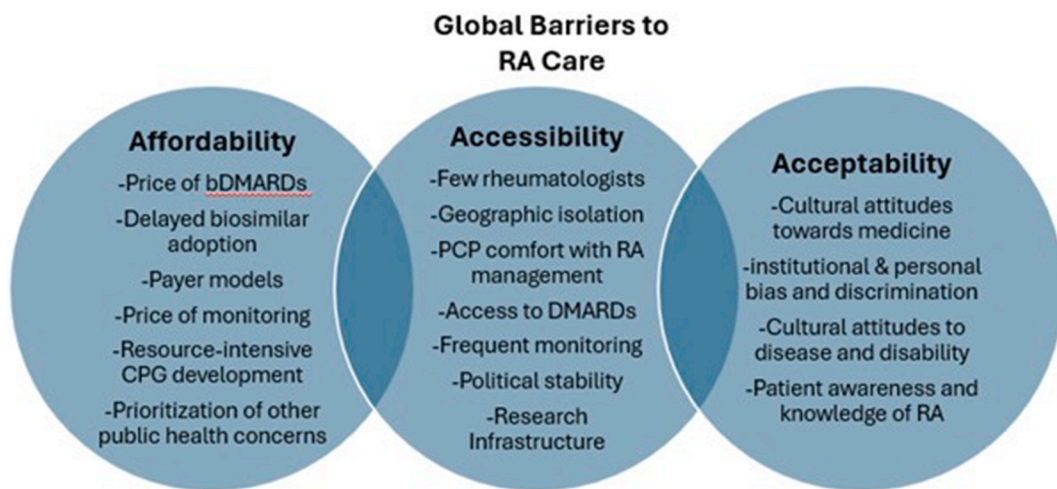 Global Barriers to
RA Care
Affordability
-Price of bDMARDs
-Delayed biosimilar
adoption
-Payer models
-Price of monitoring
-Resource-intensive
CPG development
-Prioritization of other
public health concerns
Accessibility
-Few rheumatologists
-Geographic isolation
-PCP comfort with RA
management
-Access to DMARDs
-Frequent monitoring
-Political stability
-Research
Infrastructure
Acceptability
-Cultural attitudes
towards medicine
-institutional & personal
bias and discrimination
-Cultural attitudes to
disease and disability
-Patient awareness and
knowledge of RA